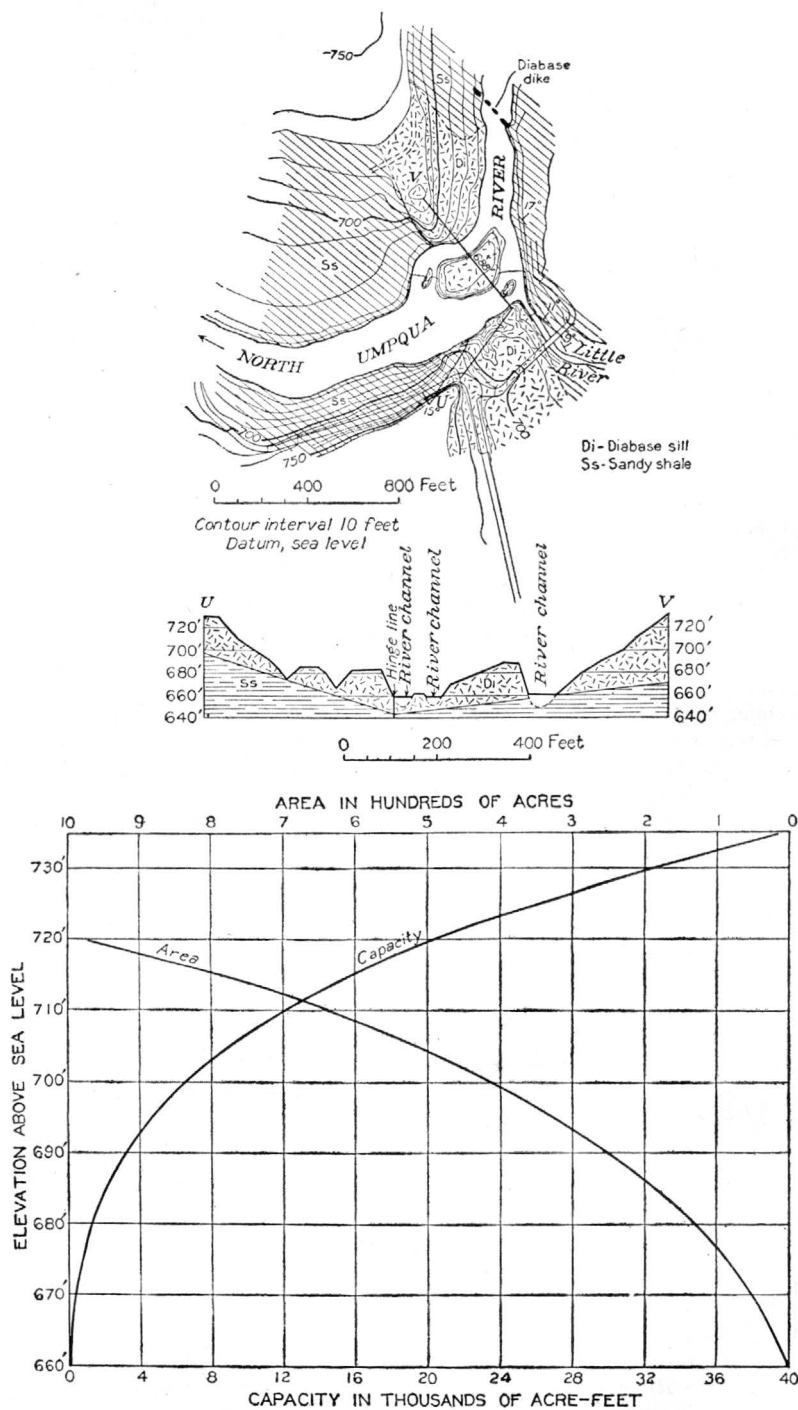 750
Diabase
dike
Ss
Di
V
RIVER
17°
700
680
Ss
UMPQUA
NORTH
Di
Little
River
Ss
15°
U
700
700
750
Di-Diabase sill
Ss-Sandy shale
0 400 800 Feet
Contour interval 10 feet
Datum, sea level
U
Hinge line
River channel
River channel
River channel
V
720' 720'
700' 700'
680' 680'
660' 660'
640' 640'
Ss
Di
0 200 400 Feet
AREA IN HUNDREDS OF ACRES
10 9 8 7 6 5 4 3 2 1 0
ELEVATION ABOVE SEA LEVEL
730'
720'
710'
700'
690'
680'
670'
660'
Area
Capacity
0 4 8 12 16 20 24 28 32 36 40
CAPACITY IN THOUSANDS OF ACRE-FEET